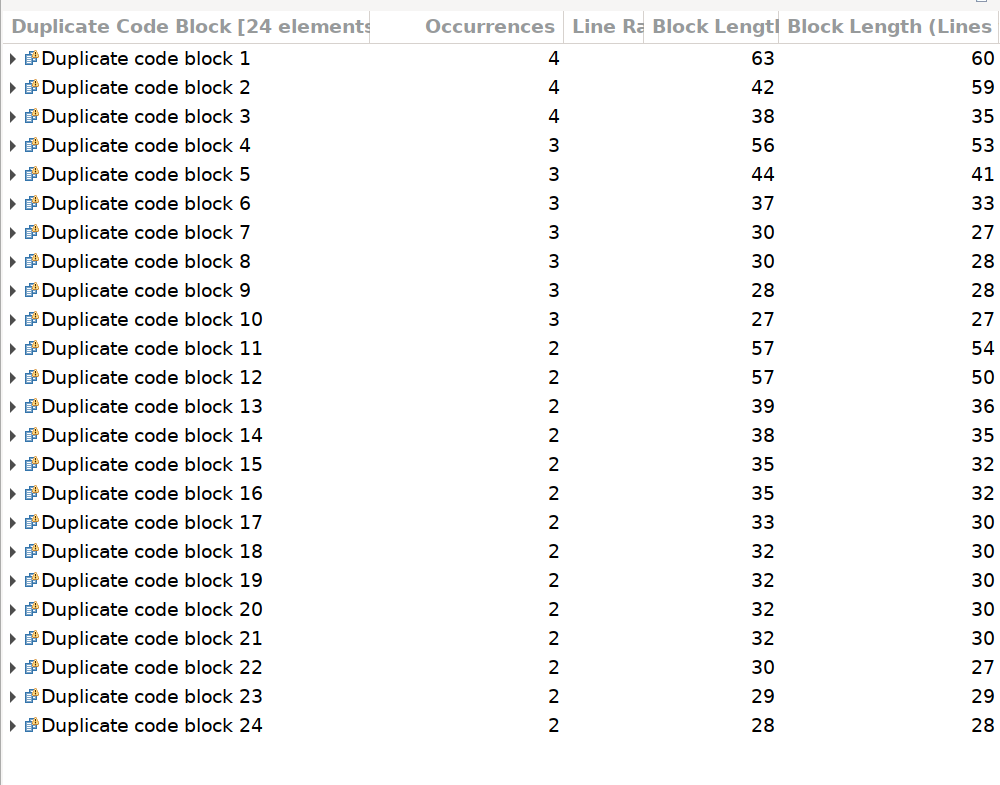 Duplicate Code Block [24 elements Occurrences Line Ra Block Lengtl Block Length (Lines
Duplicate code block 1 4 63 60
Duplicate code block 2 4 42 59
Duplicate code block 3 4 38 35
Duplicate code block 4 3 56 53
Duplicate code block 5 3 44 41
Duplicate code block 6 3 37 33
Duplicate code block 7 3 30 27
Duplicate code block 8 3 30 28
Duplicate code block 9 3 28 28
Duplicate code block 10 3 27 27
Duplicate code block 11 2 57 54
Duplicate code block 12 2 57 50
Duplicate code block 13 2 39 36
Duplicate code block 14 2 38 35
Duplicate code block 15 2 35 32
Duplicate code block 16 2 35 32
Duplicate code block 17 2 33 30
Duplicate code block 18 2 32 30
Duplicate code block 19 2 32 30
Duplicate code block 20 2 32 30
Duplicate code block 21 2 32 30
Duplicate code block 22 2 30 27
Duplicate code block 23 2 29 29
Duplicate code block 24 2 28 28